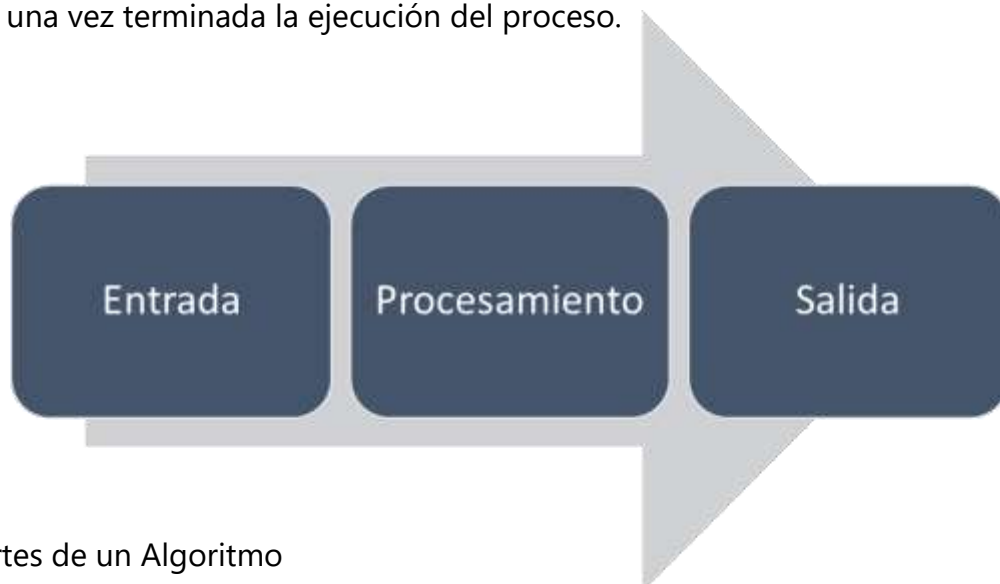 una vez terminada la ejecución del proceso.
Entrada Procesamiento Salida
rtes de un Algoritmo